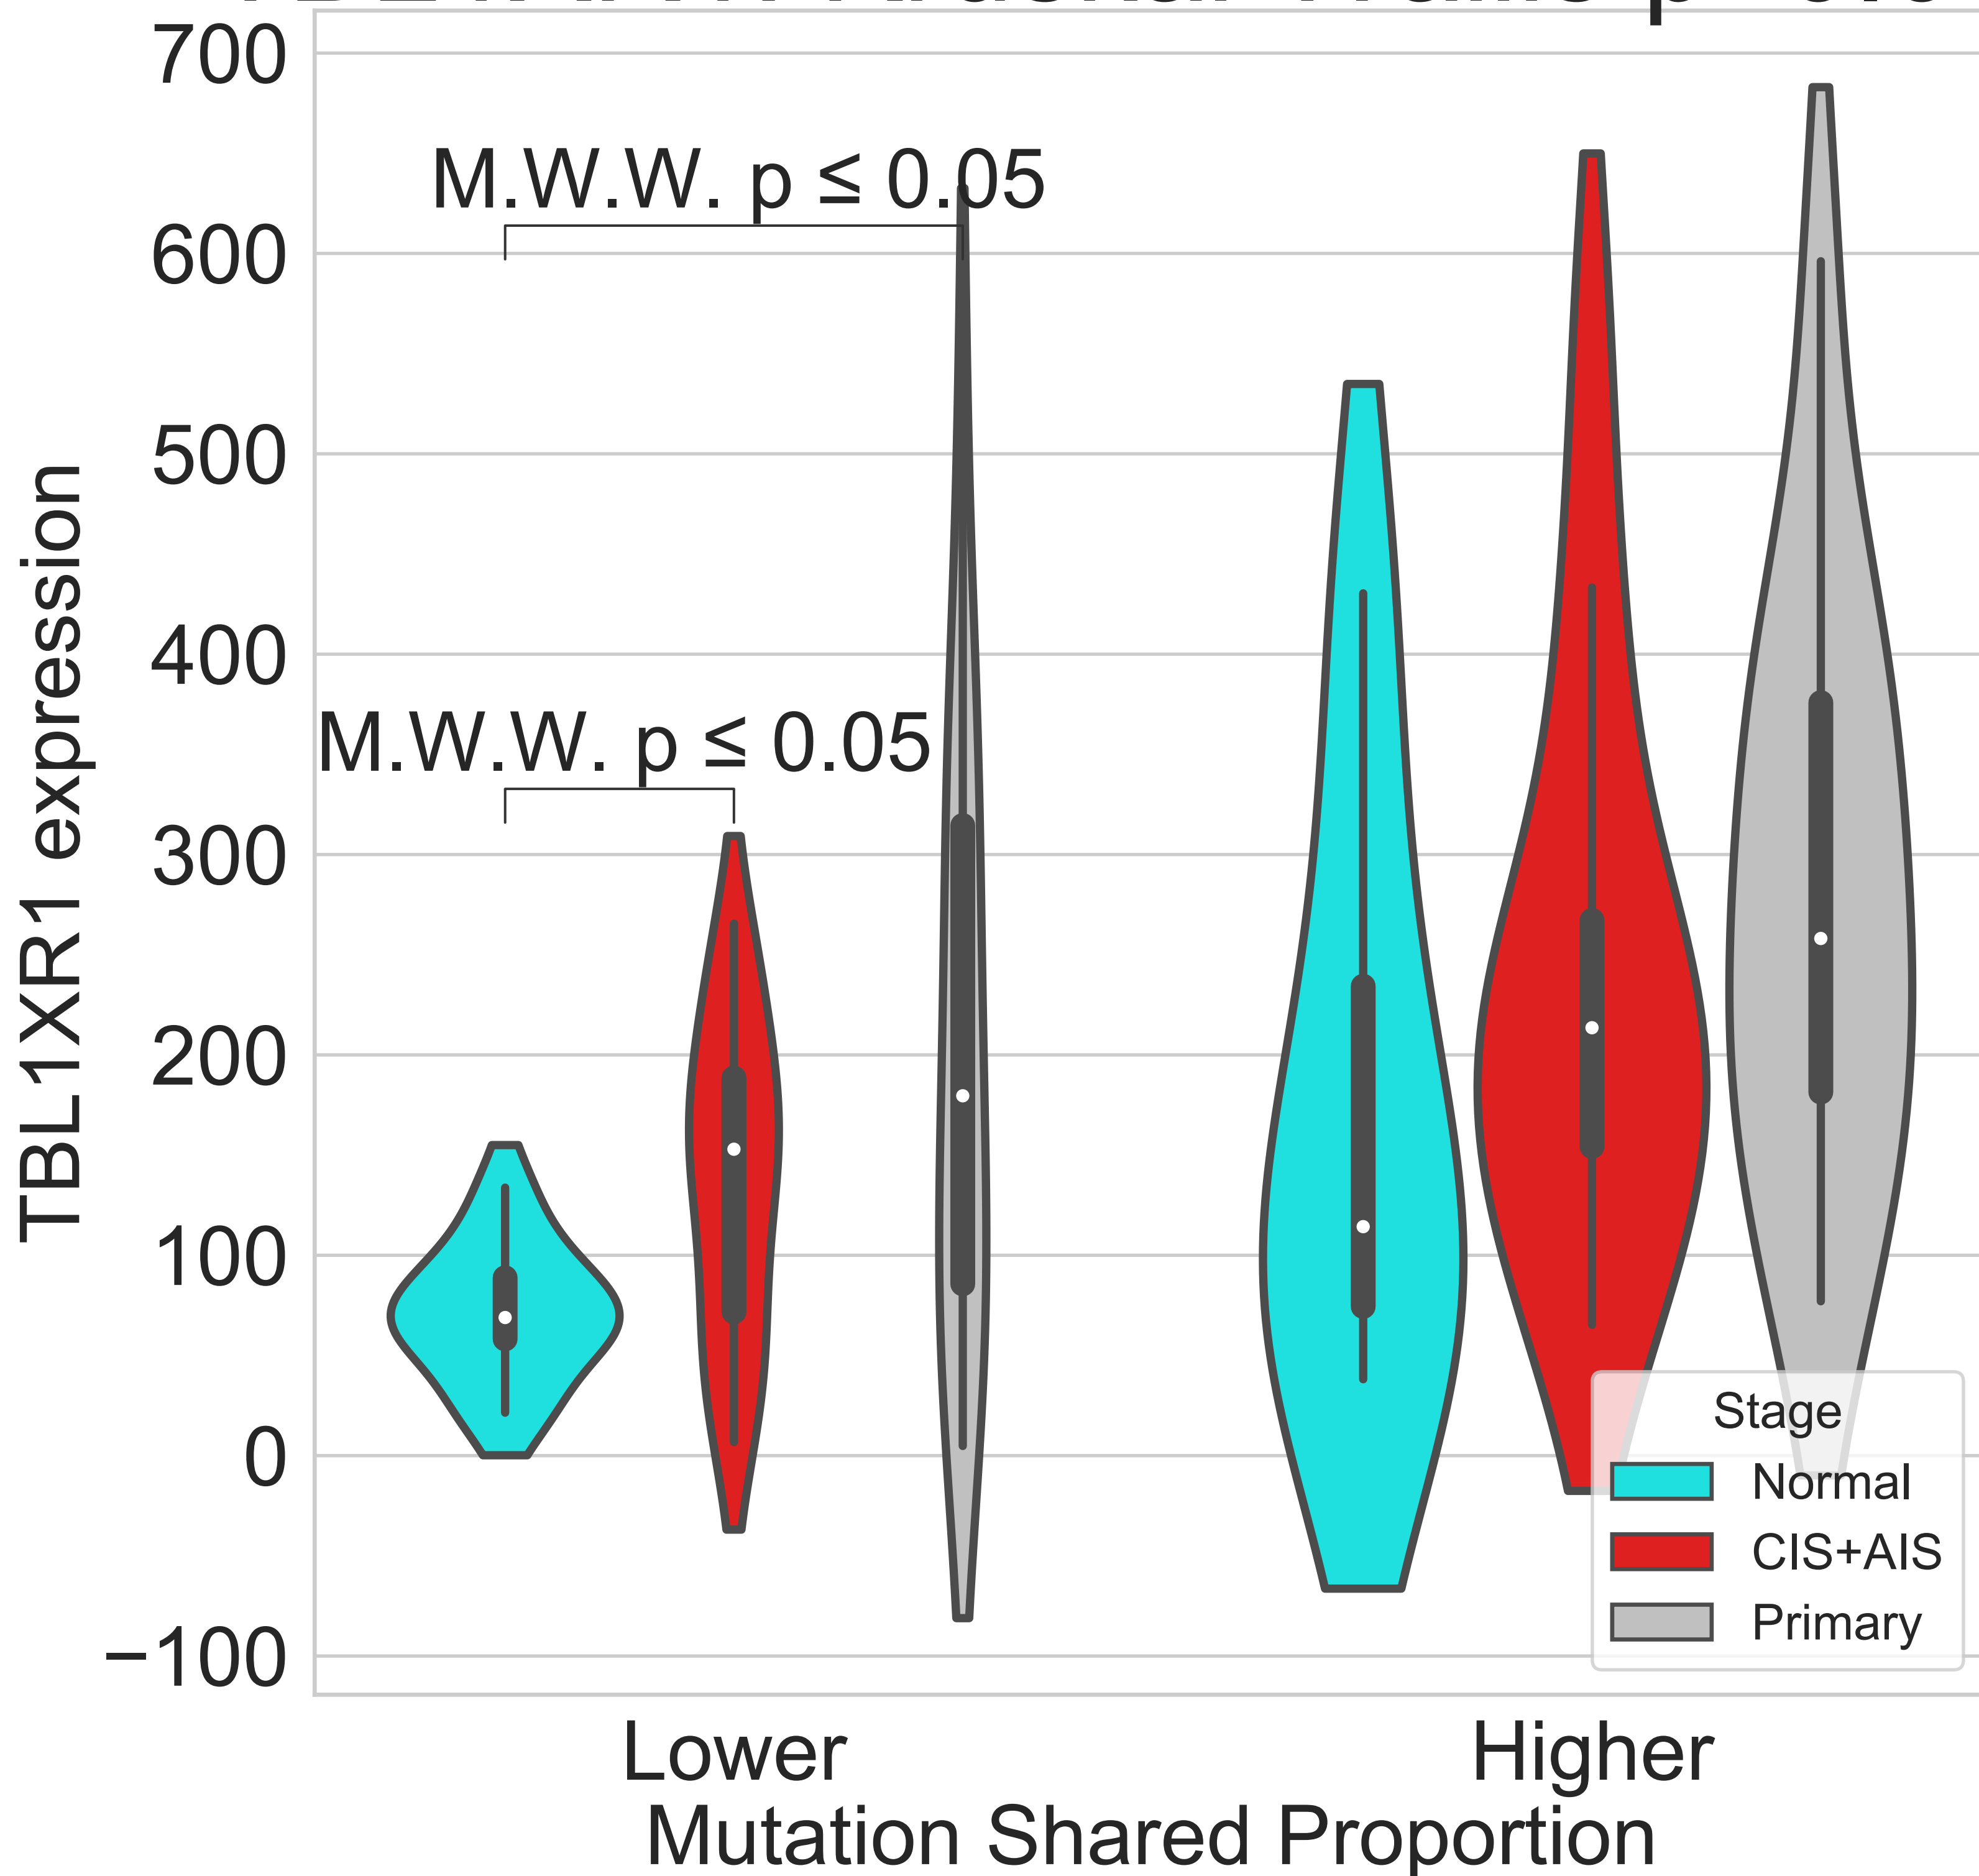 700
600
500
400
300
200
100
0
−100
TBL1XR1 expression
M.W.W. p ≤ 0.05
M.W.W. p ≤ 0.05
Stage
Normal
CIS+AIS
Primary
Lower
Higher
Mutation Shared Proportion